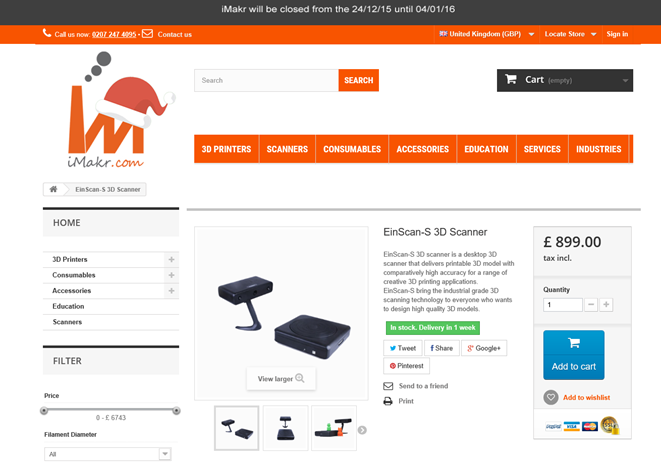 iMakr will be closed from the 24/12/15 until 04/01/16
Call us now: 0207 247 4095 - Contact us
United Kingdom (GBP)
Locate Store
Sign in
iMakr.com
Search
SEARCH
Cart (empty)
3D PRINTERS SCANNERS CONSUMABLES ACCESSORIES EDUCATION SERVICES INDUSTRIES
EinScan-S 3D Scanner
HOME
3D Printers
Consumables
Accessories
Education
Scanners
FILTER
Price
0 - £ 6743
Filament Diameter
All
View larger
EinScan-S 3D Scanner
EinScan-S 3D scanner is a desktop 3D
scanner that delivers printable 3D model with
comparatively high accuracy for a range of
creative 3D printing applications.
EinScan-S bring the industrial grade 3D
scanning technology to everyone who wants
to design high quality 3D models.
In stock. Delivery in 1 week
Tweet
Share
Google+
Pinterest
Send to a friend
Print
£ 899.00
tax incl.
Quantity
1
Add to cart
Add to wishlist
VISA